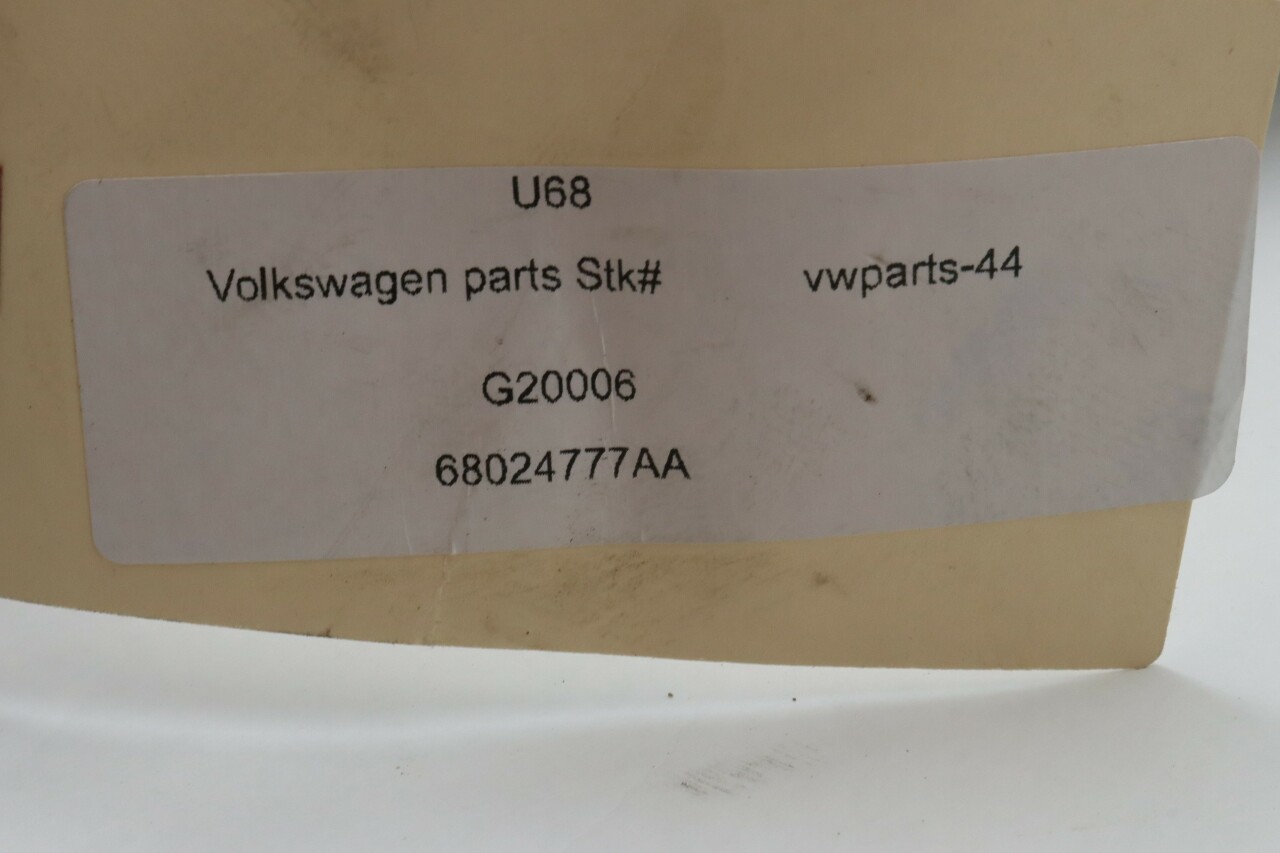 U68
Volkswagen parts Stk# vwparts-44
G20006
68024777AA